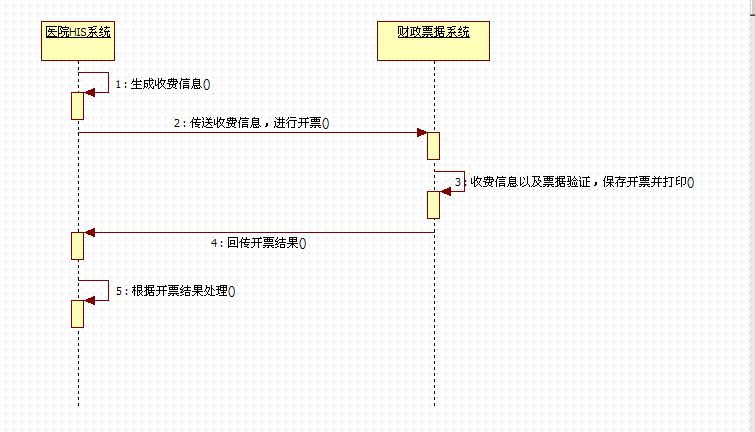 医院HIS系统
财政票据系统
1 : 生成收费信息()
2 : 传送收费信息，进行开票()
3 : 收费信息以及票据验证，保存开票并打印()
4 : 回传开票结果()
5 : 根据开票结果处理()